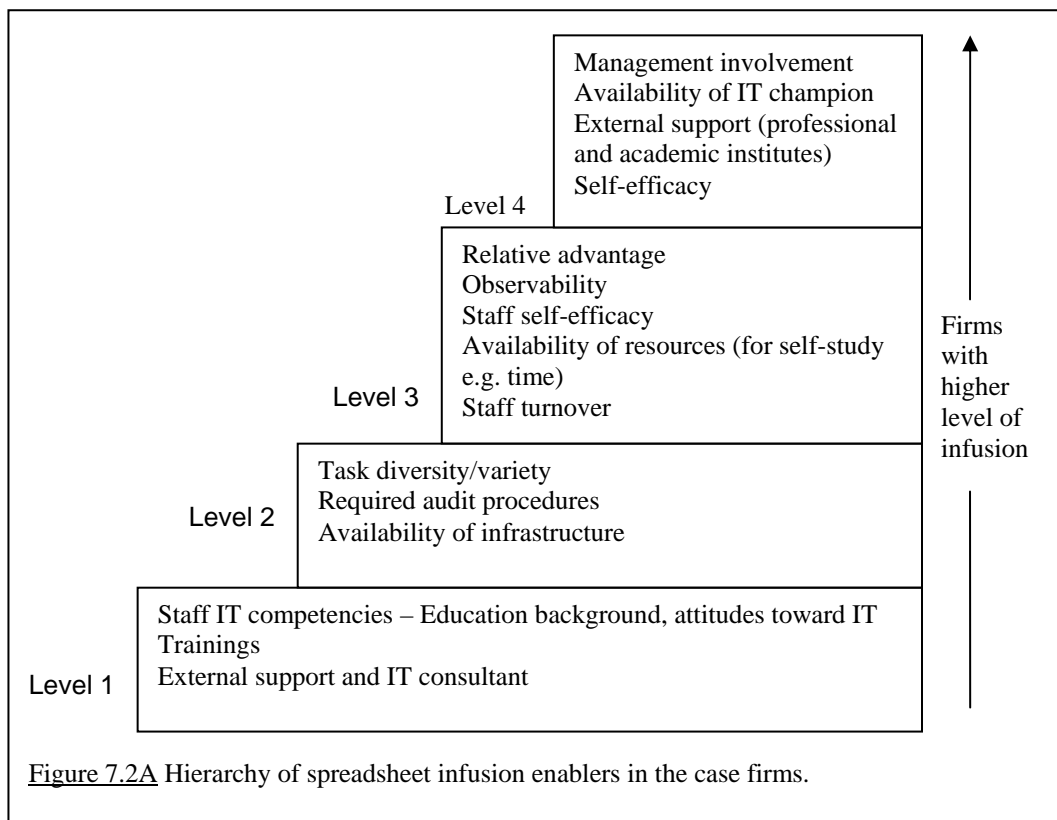 Management involvement
Availability of IT champion
External support (professional
and academic institutes)
Self-efficacy
Level 4
Relative advantage
Observability
Staff self-efficacy
Availability of resources (for self-study
e.g. time)
Staff turnover
Level 3
Firms
with
higher
level of
infusion
Task diversity/variety
Required audit procedures
Availability of infrastructure
Level 2
Staff IT competencies – Education background, attitudes toward IT
Trainings
External support and IT consultant
Level 1
Figure 7.2A Hierarchy of spreadsheet infusion enablers in the case firms.